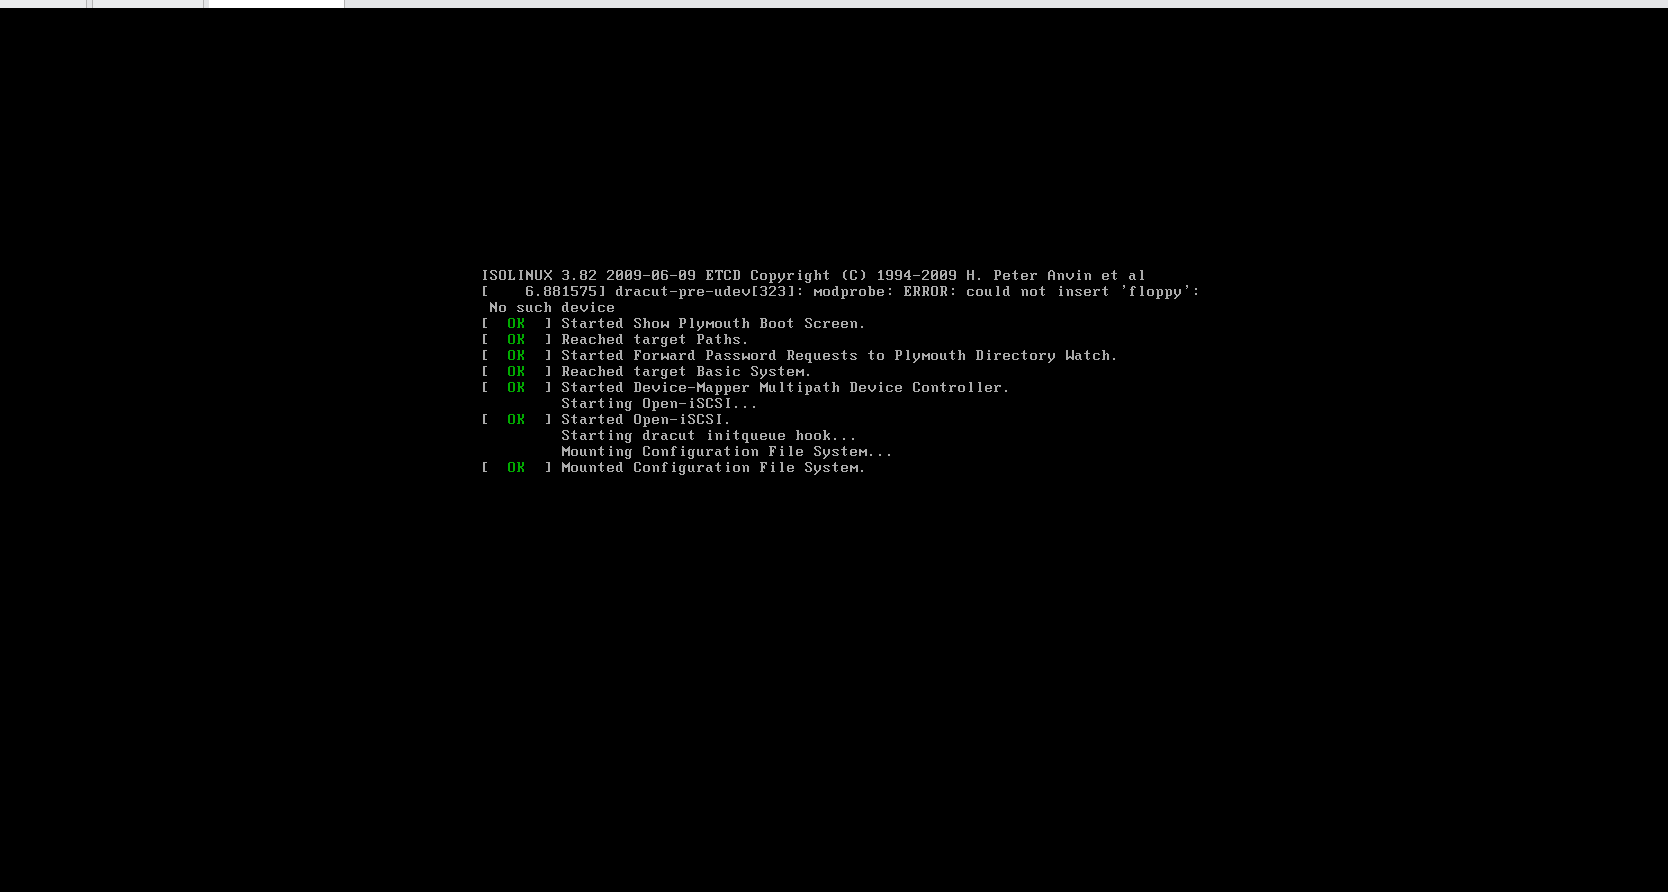 ISOLINUX 3.82 2009-06-09 ETCD Copyright (C) 1994-2009 H. Peter Anvin et al
[    6.881575] dracut-pre-udev[323]: modprobe: ERROR: could not insert 'floppy':
 No such device
[  OK  ] Started Show Plymouth Boot Screen.
[  OK  ] Reached target Paths.
[  OK  ] Started Forward Password Requests to Plymouth Directory Watch.
[  OK  ] Reached target Basic System.
[  OK  ] Started Device-Mapper Multipath Device Controller.
         Starting Open-iSCSI...
[  OK  ] Started Open-iSCSI.
         Starting dracut initqueue hook...
         Mounting Configuration File System...
[  OK  ] Mounted Configuration File System.